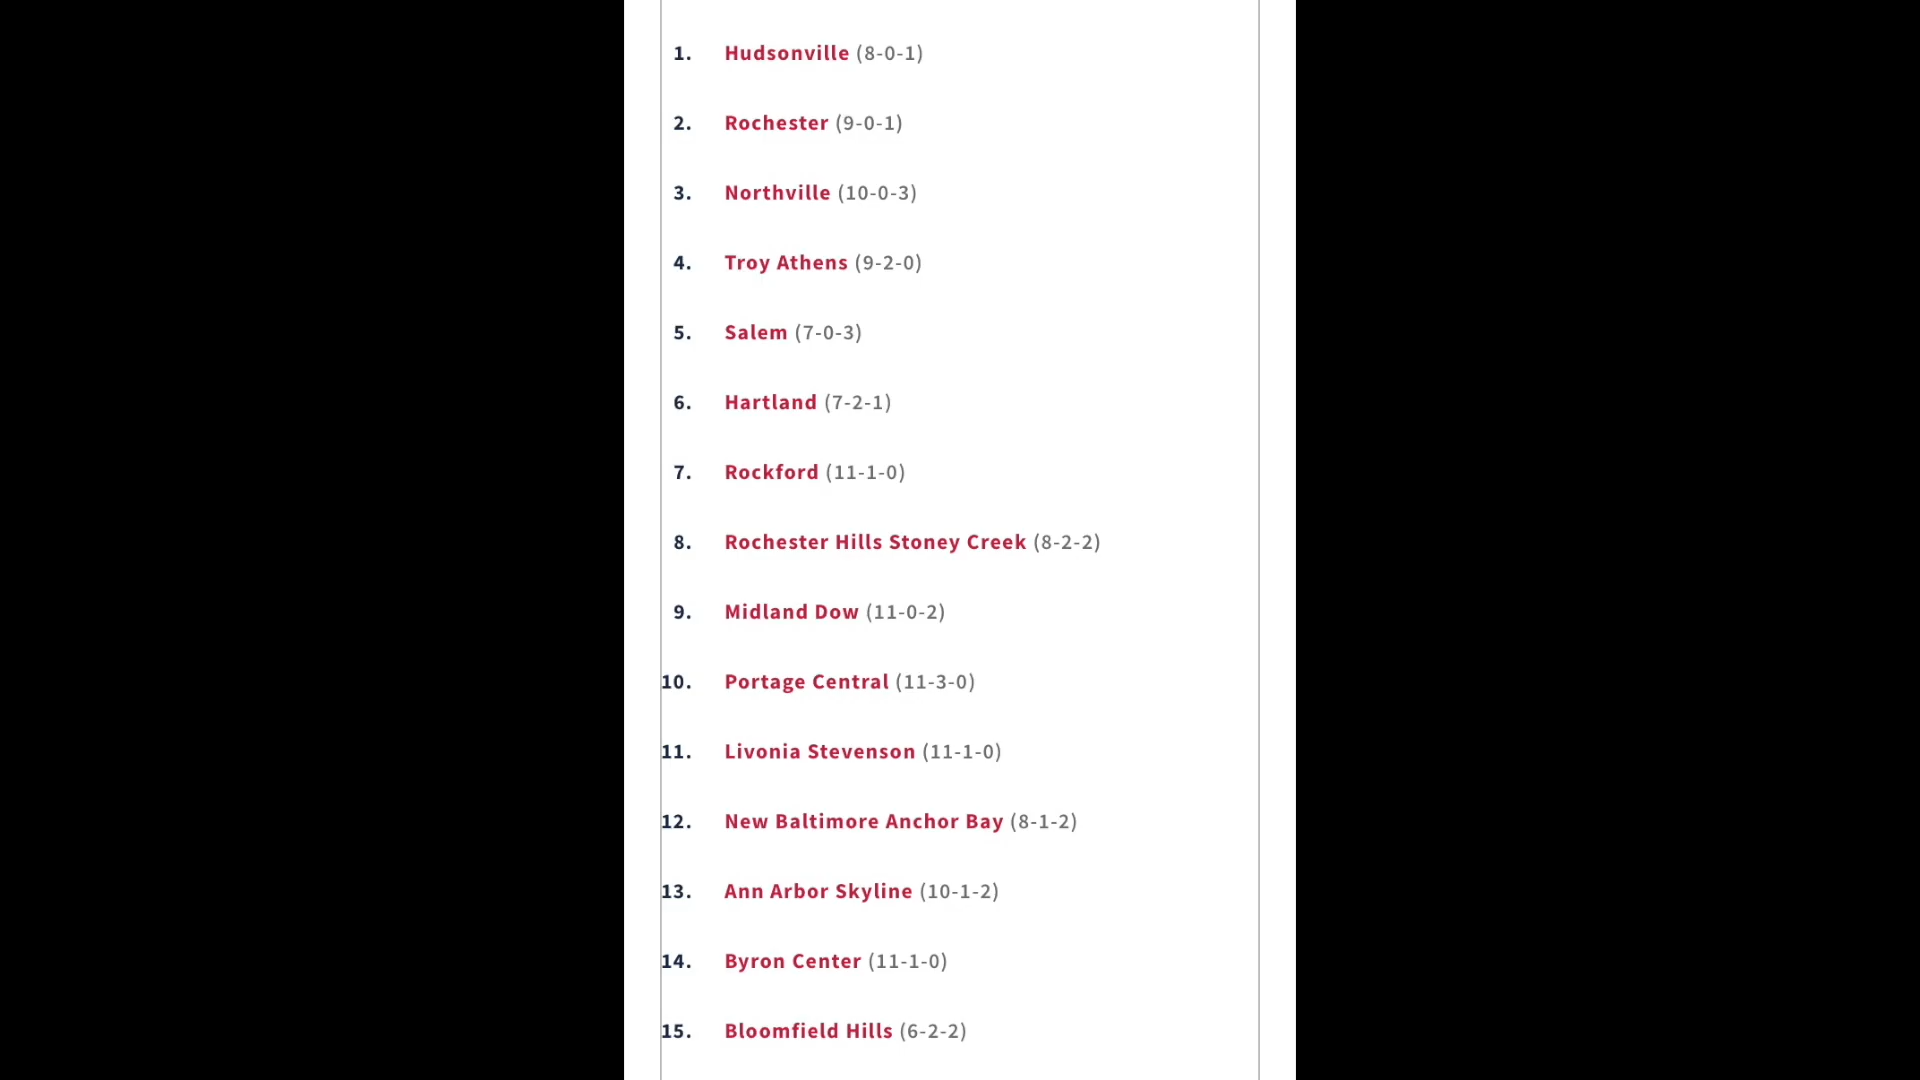 1. Hudsonville (8-0-1)
2. Rochester (9-0-1)
3. Northville (10-0-3)
4. Troy Athens (9-2-0)
5. Salem (7-0-3)
6. Hartland (7-2-1)
7. Rockford (11-1-0)
8. Rochester Hills Stoney Creek (8-2-2)
9. Midland Dow (11-0-2)
10. Portage Central (11-3-0)
11. Livonia Stevenson (11-1-0)
12. New Baltimore Anchor Bay (8-1-2)
13. Ann Arbor Skyline (10-1-2)
14. Byron Center (11-1-0)
15. Bloomfield Hills (6-2-2)